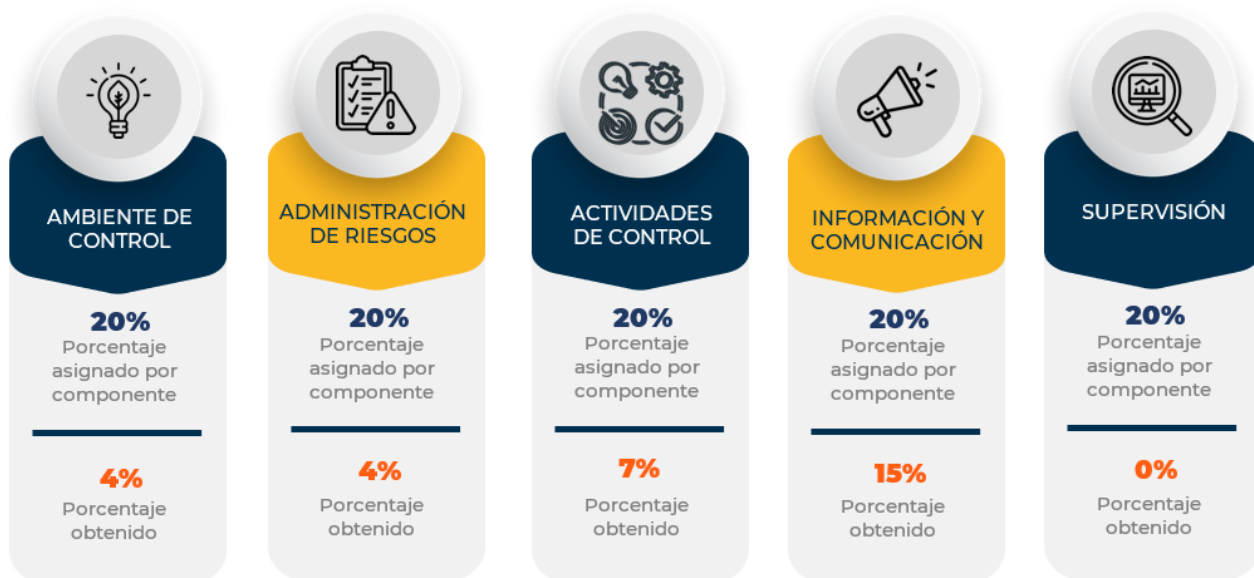 AMBIENTE DE
CONTROL
20%
Porcentaje
asignado por
componente
4%
Porcentaje
obtenido
ADMINISTRACIÓN
DE RIESGOS
20%
Porcentaje
asignado por
componente
4%
Porcentaje
obtenido
ACTIVIDADES
DE CONTROL
20%
Porcentaje
asignado por
componente
7%
Porcentaje
obtenido
INFORMACIÓN Y
COMUNICACIÓN
20%
Porcentaje
asignado por
componente
15%
Porcentaje
obtenido
SUPERVISIÓN
20%
Porcentaje
asignado por
componente
0%
Porcentaje
obtenido